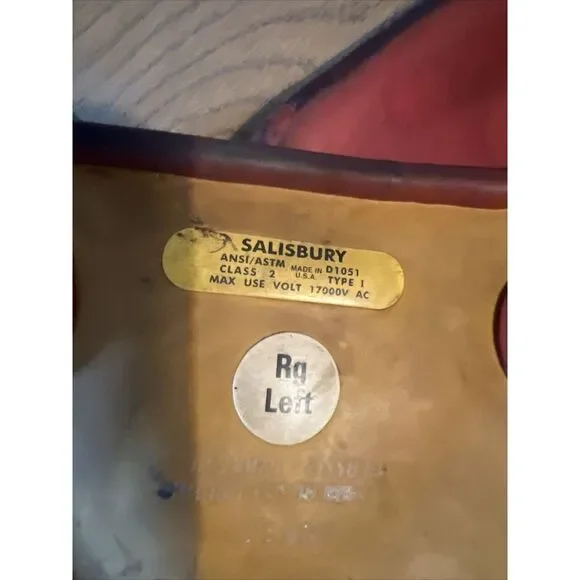 SALISBURY
ANSI/ASTM MADE IN D1051
CLASS 2 U.S.A. TYPE I
MAX USE VOLT 17000V AC
Rg
Left